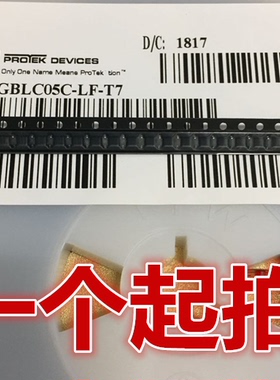 PROTEK DEVICES
D/C: 1817
Only One Name Means ProTek tion™
GBLC05C-LF-T7
一个起拍